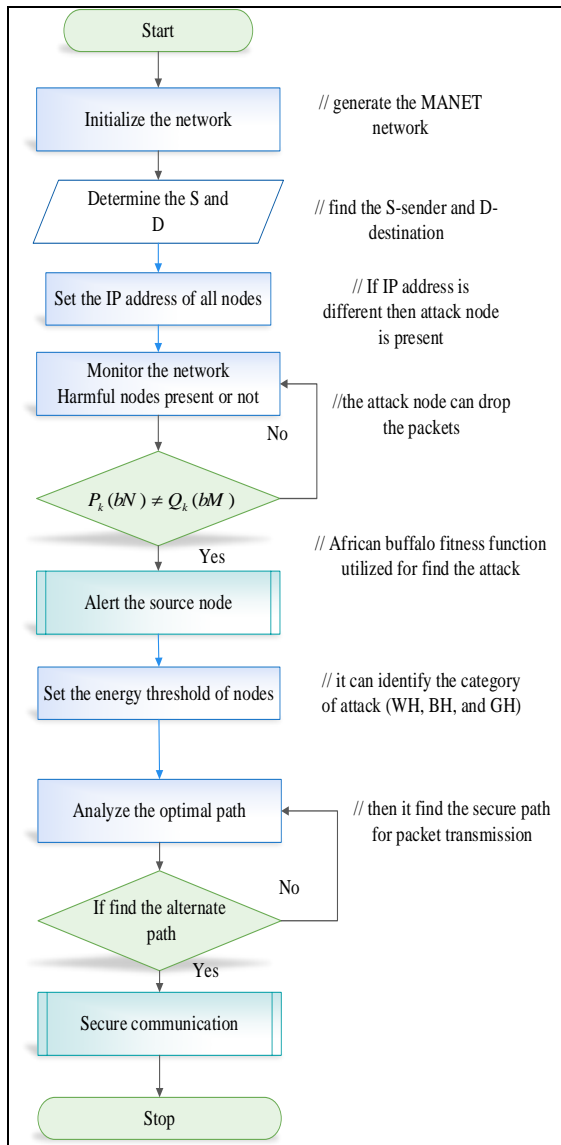 Start
Initialize the network
// generate the MANET
network
Determine the S and
D
// find the S-sender and D-
destination
Set the IP address of all nodes
// If IP address is
different then attack node
is present
Monitor the network
Harmful nodes present or not
//the attack node can drop
the packets
No
P_k (bN) ≠ Q_k (bM)
Yes
// African buffalo fitness function
utilized for find the attack
Alert the source node
Set the energy threshold of nodes
// it can identify the category
of attack (WH, BH, and GH)
Analyze the optimal path
// then it find the secure path
for packet transmission
No
If find the alternate
path
Yes
Secure communication
Stop